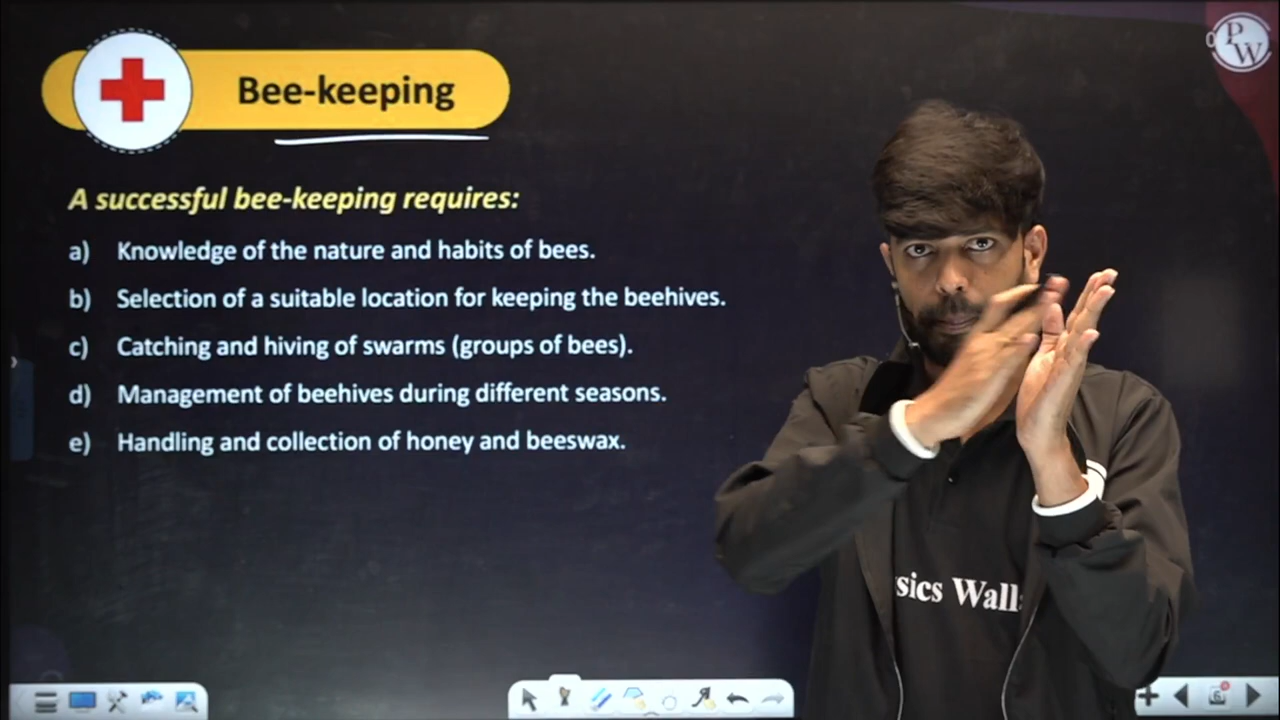 Bee-keeping
PW
A successful bee-keeping requires:
a) Knowledge of the nature and habits of bees.
b) Selection of a suitable location for keeping the beehives.
c) Catching and hiving of swarms (groups of bees).
d) Management of beehives during different seasons.
e) Handling and collection of honey and beeswax.
sics Wall